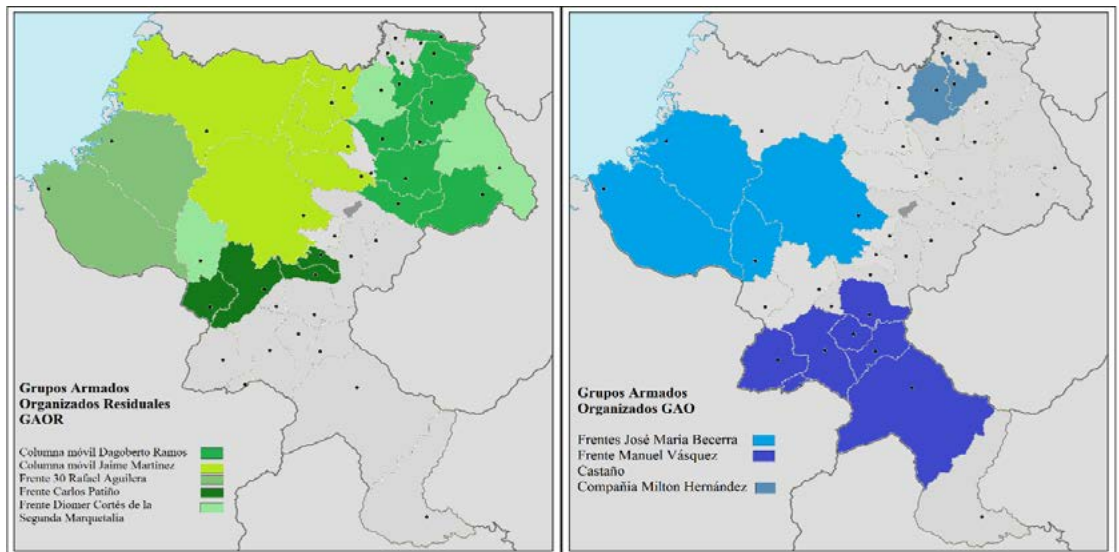 Grupos Armados
Organizados Residuales
GAOR
Columna móvil Dagoberto Ramos
Columna móvil Jaime Martínez
Frente 30 Rafael Aguilera
Frente Carlos Patiño
Frente Diomer Cortés de la
Segunda Marquetalia
Grupos Armados
Organizados GAO
Frentes José María Becerra
Frente Manuel Vásquez
Castaño
Compañia Milton Hernández